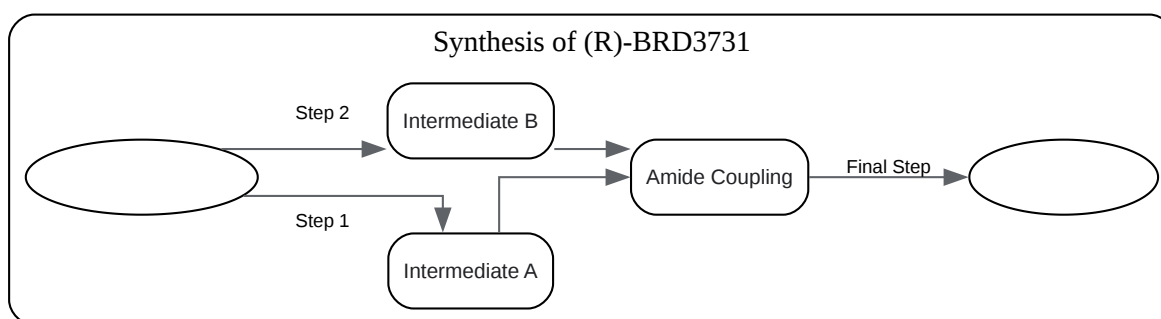 Synthesis of (R)-BRD3731
Step 2
Intermediate B
Amide Coupling
Final Step
Step 1
Intermediate A